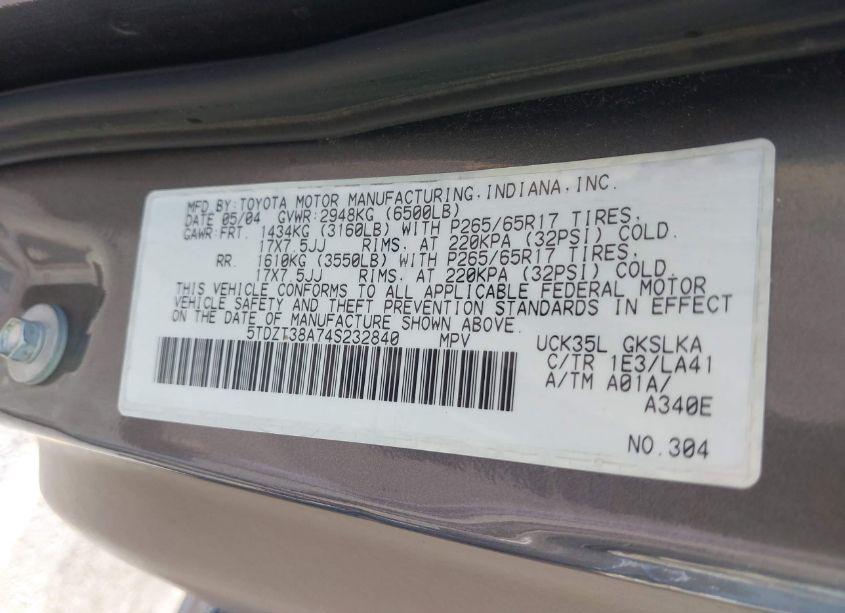 MFD.BY:TOYOTA MOTOR MANUFACTURING,INDIANA,INC.
DATE 05/04 GVWR:2948KG (6500LB)
GAWR:FRT. 1434KG (3160LB) WITH P265/65R17 TIRES,
17X7.5JJ RIMS, AT 220KPA (32PSI) COLD.
RR. 1610KG (3550LB) WITH P265/65R17 TIRES,
17X7.5JJ RIMS, AT 220KPA (32PSI) COLD.
THIS VEHICLE CONFORMS TO ALL APPLICABLE FEDERAL MOTOR
VEHICLE SAFETY AND THEFT PREVENTION STANDARDS IN EFFECT
ON THE DATE OF MANUFACTURE SHOWN ABOVE.
5TDZT38A74S232840 MPV
UCK35L GKSLKA
C/TR 1E3/LA41
A/TM A01A/
A340E
NO.304